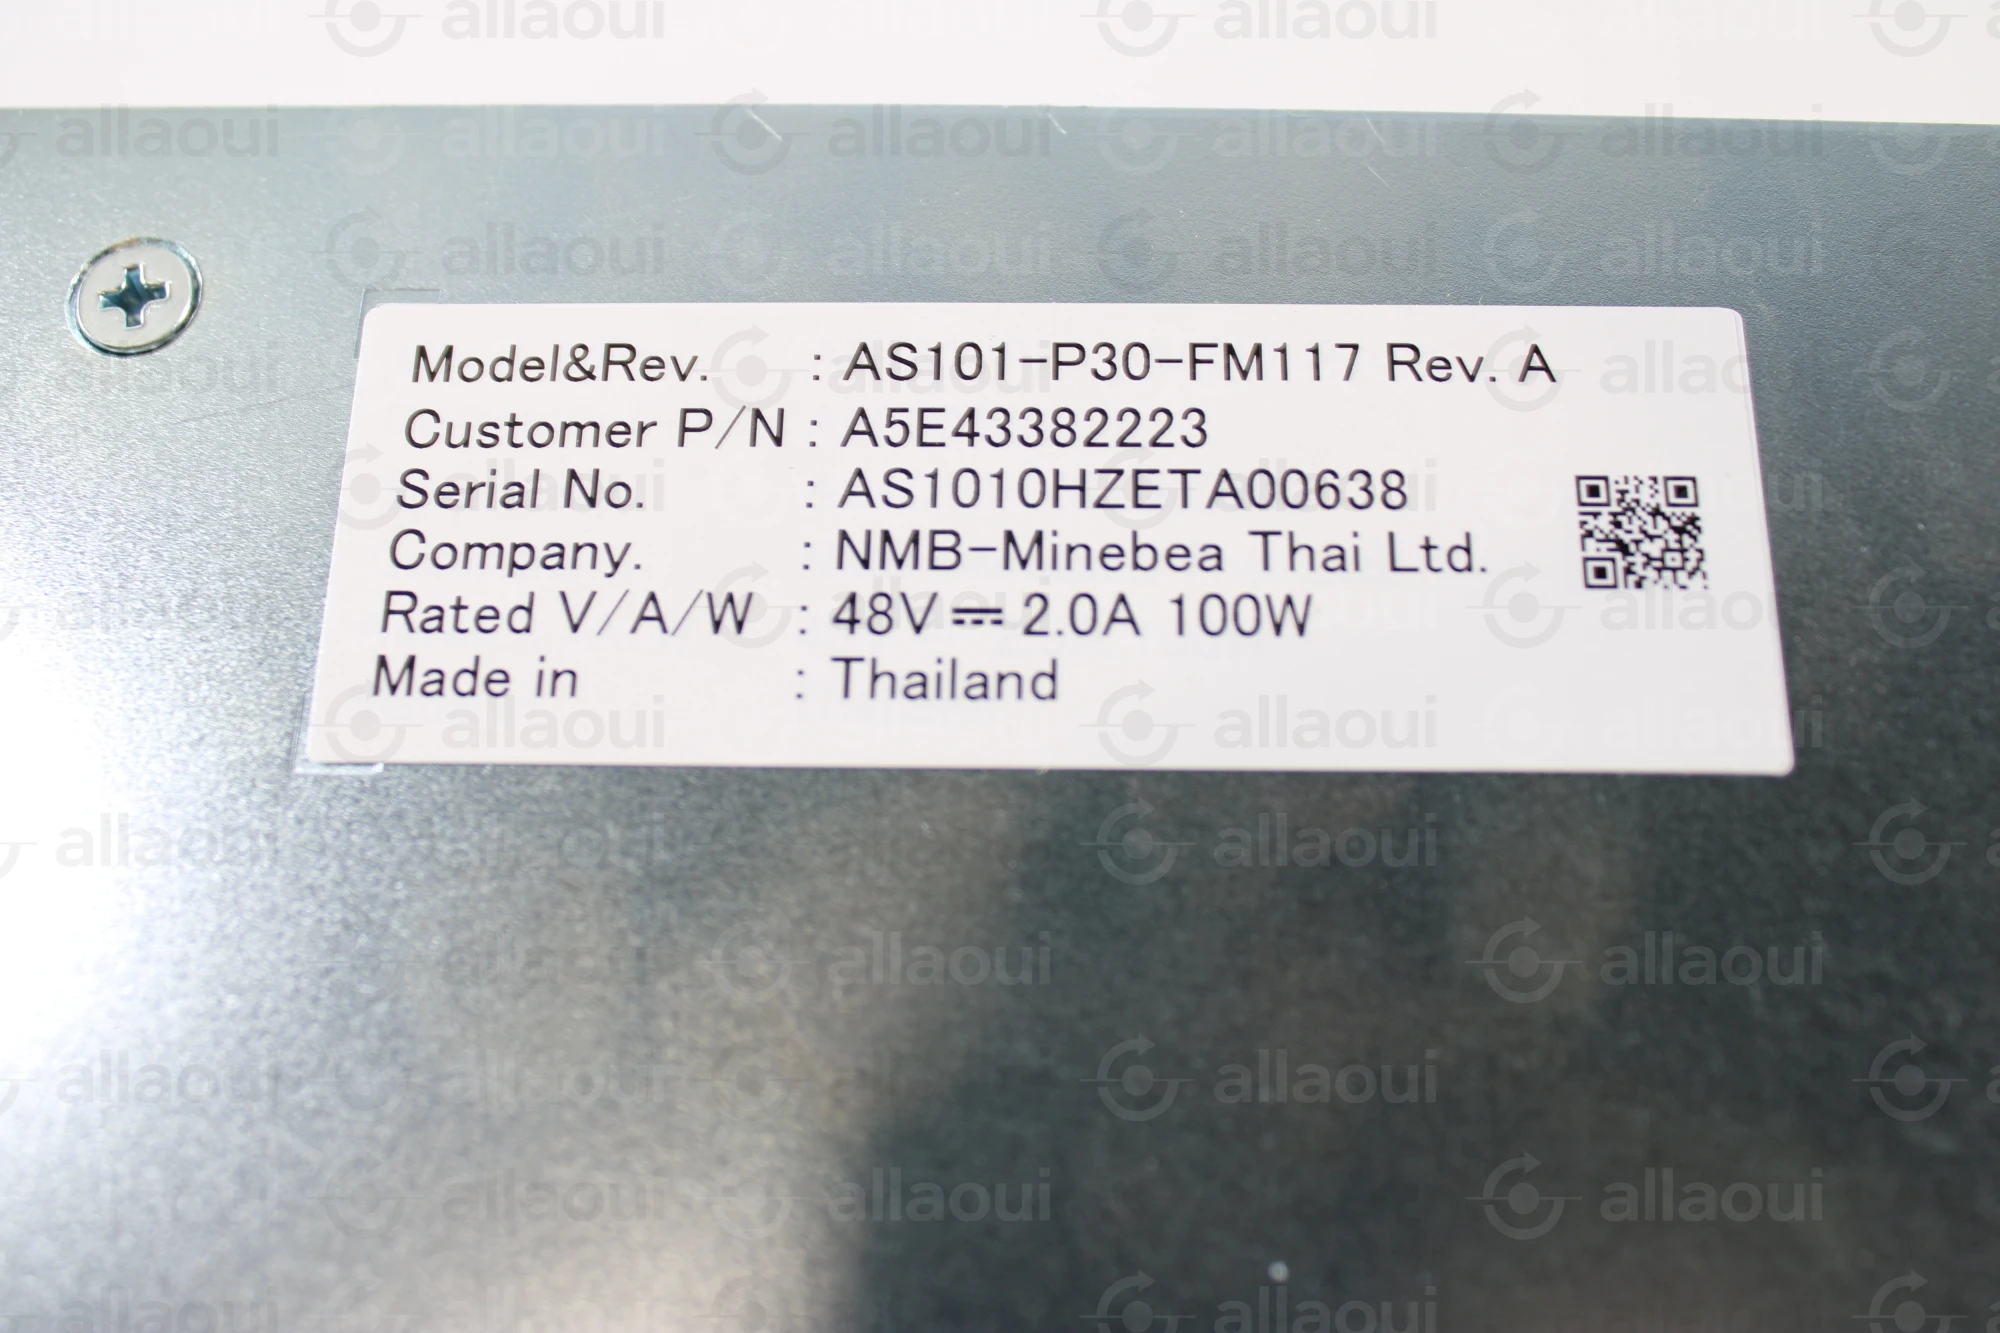 Model&Rev. : AS101-P30-FM117 Rev. A
Customer P/N : A5E43382223
Serial No. : AS1010HZETA00638
Company. : NMB-Minebea Thai Ltd.
Rated V/A/W : 48V⎓2.0A 100W
Made in : Thailand
allaoui